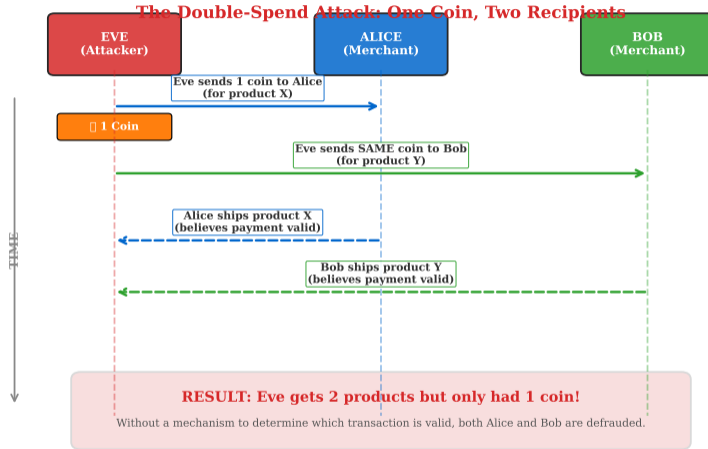 The Double-Spend Attack: One Coin, Two Recipients
EVE
(Attacker)
ALICE
(Merchant)
BOB
(Merchant)
Eve sends 1 coin to Alice
(for product X)
1 Coin
Eve sends SAME coin to Bob
(for product Y)
Alice ships product X
(believes payment valid)
Bob ships product Y
(believes payment valid)
TIME
RESULT: Eve gets 2 products but only had 1 coin!
Without a mechanism to determine which transaction is valid, both Alice and Bob are defrauded.